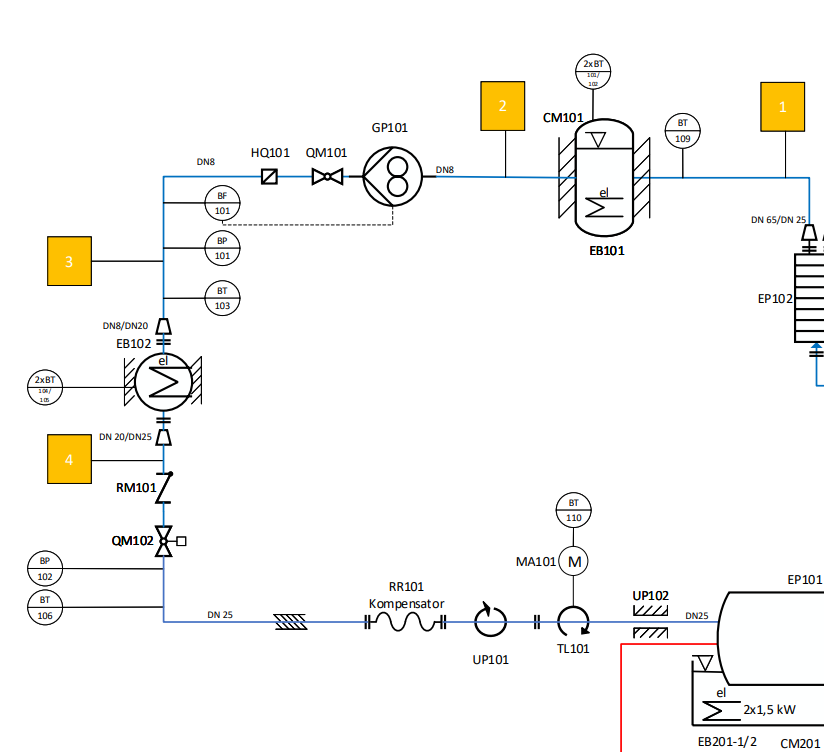 2xBT
101/
102
2
1
CM101
BT
109
GP101
HQ101
QM101
DN8
DN8
el
EB101
BF
101
DN 65/DN 25
BP
101
3
EP102
BT
103
DN8/DN20
EB102
el
2xBT
104/
105
DN 20/DN25
4
RM101
BT
110
QM102
BP
102
MA101
M
BT
106
RR101
Kompensator
UP102
EP101
DN 25
DN25
UP101
TL101
el
2x1,5 kW
EB201-1/2
CM201